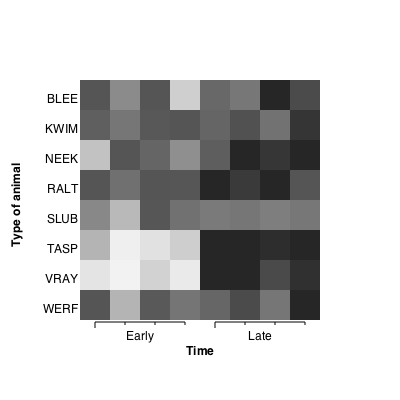 BLEE
KWIM
NEEK
RALT
SLUB
TASP
VRAY
WERF
Type of animal
Early Late
Time